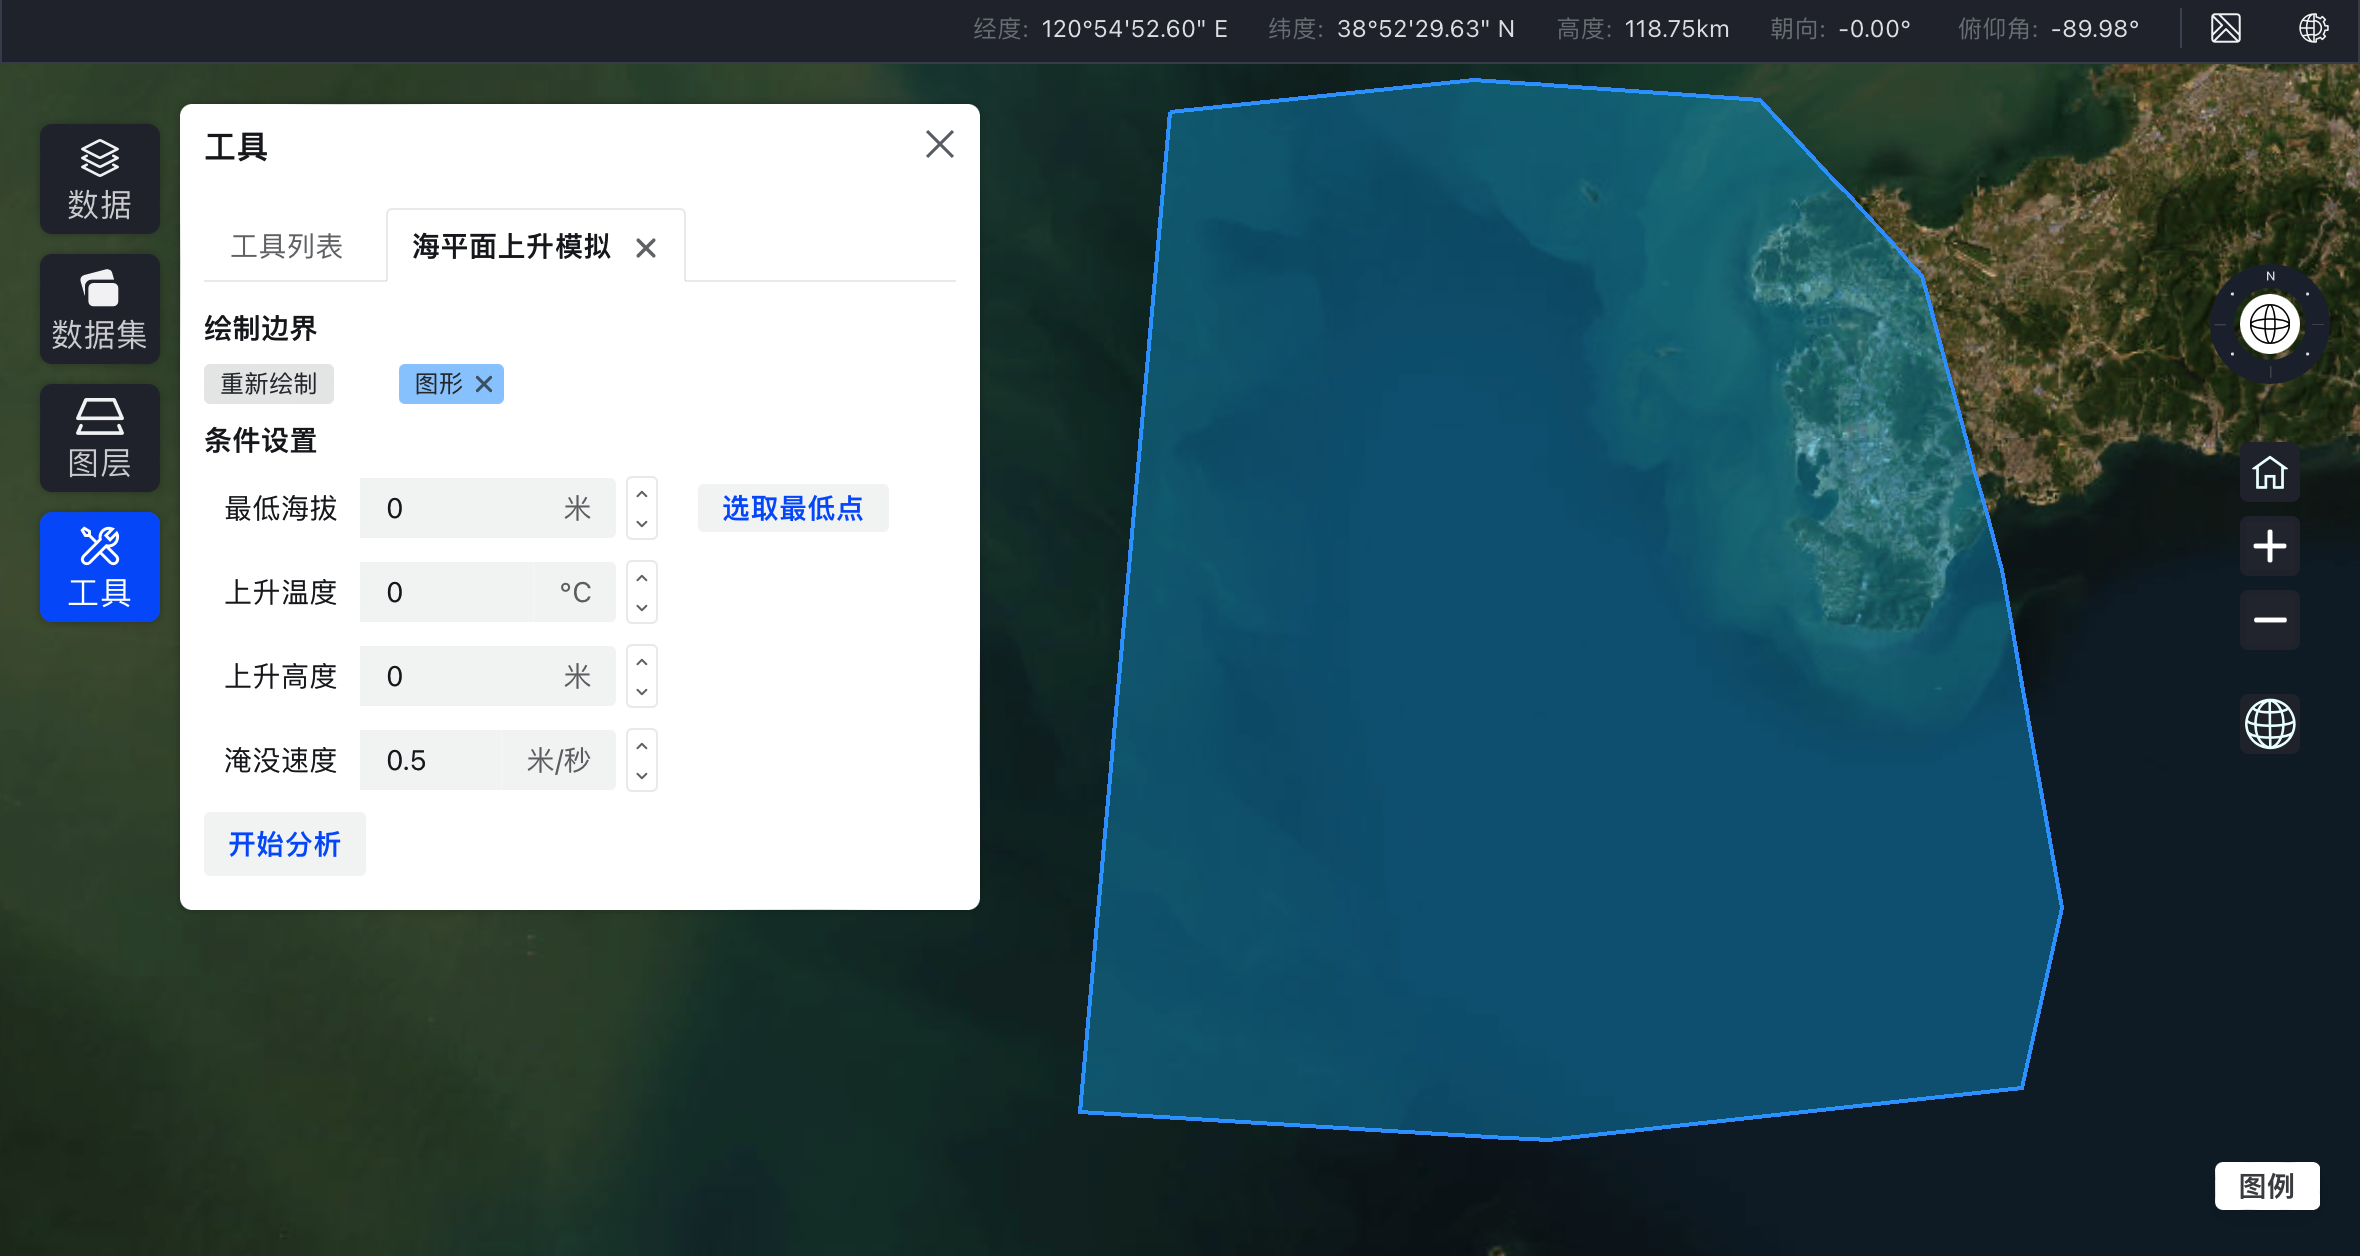 经度: 120°54'52.60" E 纬度: 38°52'29.63" N 高度: 118.75km 朝向: -0.00° 俯仰角: -89.98°
数据
数据集
图层
工具
工具
工具列表 海平面上升模拟
绘制边界
重新绘制 图形
条件设置
最低海拔 0 米 选取最低点
上升温度 0 °C
上升高度 0 米
淹没速度 0.5 米/秒
开始分析
N
图例